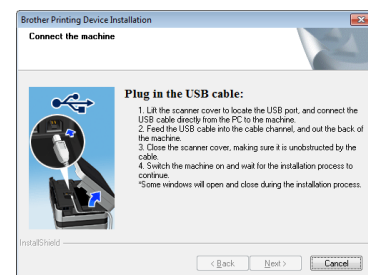 Brother Printing Device Installation
Connect the machine
Plug in the USB cable:
1. Lift the scanner cover to locate the USB port, and connect the
USB cable directly from the PC to the machine.
2. Feed the USB cable into the cable channel, and out the back of
the machine.
3. Close the scanner cover, making sure it is unobstructed by the
cable.
4. Switch the machine on and wait for the installation process to
continue.
*Some windows will open and close during the installation process.
InstallShield
< Back
Next >
Cancel